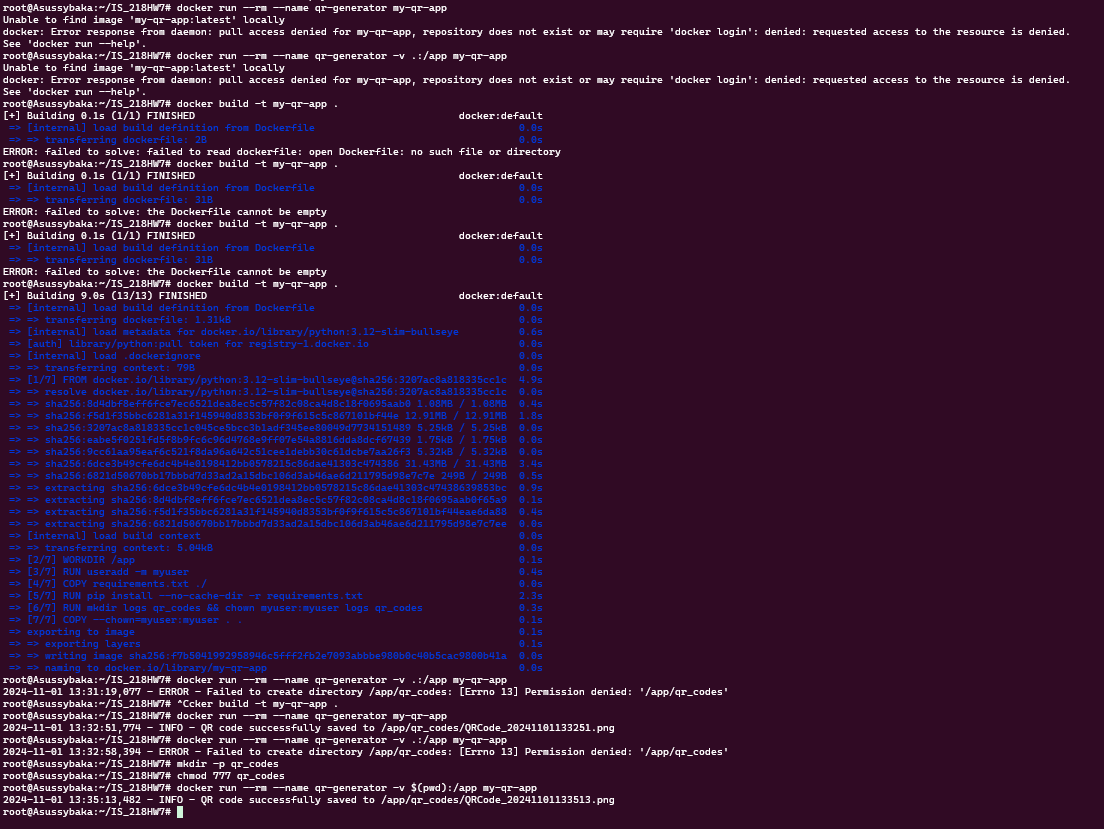 root@Asussybaka:~/IS_218HW7# docker run --rm --name qr-generator my-qr-app
Unable to find image 'my-qr-app:latest' locally
docker: Error response from daemon: pull access denied for my-qr-app, repository does not exist or may require 'docker login': denied: requested access to the resource is denied.
See 'docker run --help'.
root@Asussybaka:~/IS_218HW7# docker run --rm --name qr-generator -v .:/app my-qr-app
Unable to find image 'my-qr-app:latest' locally
docker: Error response from daemon: pull access denied for my-qr-app, repository does not exist or may require 'docker login': denied: requested access to the resource is denied.
See 'docker run --help'.
root@Asussybaka:~/IS_218HW7# docker build -t my-qr-app .
[+] Building 0.1s (1/1) FINISHED docker:default
=> [internal] load build definition from Dockerfile 0.0s
=> => transferring dockerfile: 2B 0.0s
ERROR: failed to solve: failed to read dockerfile: open Dockerfile: no such file or directory
root@Asussybaka:~/IS_218HW7# docker build -t my-qr-app .
[+] Building 0.1s (1/1) FINISHED docker:default
=> [internal] load build definition from Dockerfile 0.0s
=> => transferring dockerfile: 31B 0.0s
ERROR: failed to solve: the Dockerfile cannot be empty
root@Asussybaka:~/IS_218HW7# docker build -t my-qr-app .
[+] Building 0.1s (1/1) FINISHED docker:default
=> [internal] load build definition from Dockerfile 0.0s
=> => transferring dockerfile: 31B 0.0s
ERROR: failed to solve: the Dockerfile cannot be empty
root@Asussybaka:~/IS_218HW7# docker build -t my-qr-app .
[+] Building 9.0s (13/13) FINISHED docker:default
=> [internal] load build definition from Dockerfile 0.0s
=> => transferring dockerfile: 1.31kB 0.0s
=> [internal] load metadata for docker.io/library/python:3.12-slim-bullseye 0.6s
=> [auth] library/python:pull token for registry-1.docker.io 0.0s
=> [internal] load .dockerignore 0.0s
=> => transferring context: 79B 0.0s
=> [1/7] FROM docker.io/library/python:3.12-slim-bullseye@sha256:3207ac8a818335cc1c 4.9s
=> => resolve docker.io/library/python:3.12-slim-bullseye@sha256:3207ac8a818335cc1c 0.0s
=> => 1.08MB / 1.08MB 0.4s
=> => 12.91MB / 12.91MB 1.8s
=> => 5.25kB / 5.25kB 0.0s
=> => 1.75kB / 1.75kB 0.0s
=> => 5.32kB / 5.32kB 0.0s
=> => 31.43MB / 31.43MB 3.4s
=> => 249B / 249B 0.5s
=> => extracting 0.9s
=> => extracting 0.1s
=> => extracting 0.4s
=> => extracting 0.0s
=> [internal] load build context 0.0s
=> => transferring context: 5.04kB 0.0s
=> [2/7] WORKDIR /app 0.1s
=> [3/7] RUN useradd -m myuser 0.4s
=> [4/7] COPY requirements.txt ./ 0.0s
=> [5/7] RUN pip install --no-cache-dir -r requirements.txt 2.3s
=> [6/7] RUN mkdir logs qr_codes && chown myuser:myuser logs qr_codes 0.3s
=> [7/7] COPY --chown=myuser:myuser . . 0.1s
=> exporting to image 0.1s
=> => exporting layers 0.1s
=> => writing image 0.0s
=> => naming to docker.io/library/my-qr-app 0.0s
root@Asussybaka:~/IS_218HW7# docker run --rm --name qr-generator -v .:/app my-qr-app
2024-11-01 13:31:19,077 - ERROR - Failed to create directory /app/qr_codes: [Errno 13] Permission denied: '/app/qr_codes'
root@Asussybaka:~/IS_218HW7# ^Ccker build -t my-qr-app .
root@Asussybaka:~/IS_218HW7# docker run --rm --name qr-generator my-qr-app
2024-11-01 13:32:51,774 - INFO - QR code successfully saved to /app/qr_codes/QRCode_20241101133251.png
root@Asussybaka:~/IS_218HW7# docker run --rm --name qr-generator -v .:/app my-qr-app
2024-11-01 13:32:58,394 - ERROR - Failed to create directory /app/qr_codes: [Errno 13] Permission denied: '/app/qr_codes'
root@Asussybaka:~/IS_218HW7# mkdir -p qr_codes
root@Asussybaka:~/IS_218HW7# chmod 777 qr_codes
root@Asussybaka:~/IS_218HW7# docker run --rm --name qr-generator -v $(pwd):/app my-qr-app
2024-11-01 13:35:13,482 - INFO - QR code successfully saved to /app/qr_codes/QRCode_20241101133513.png
root@Asussybaka:~/IS_218HW7#